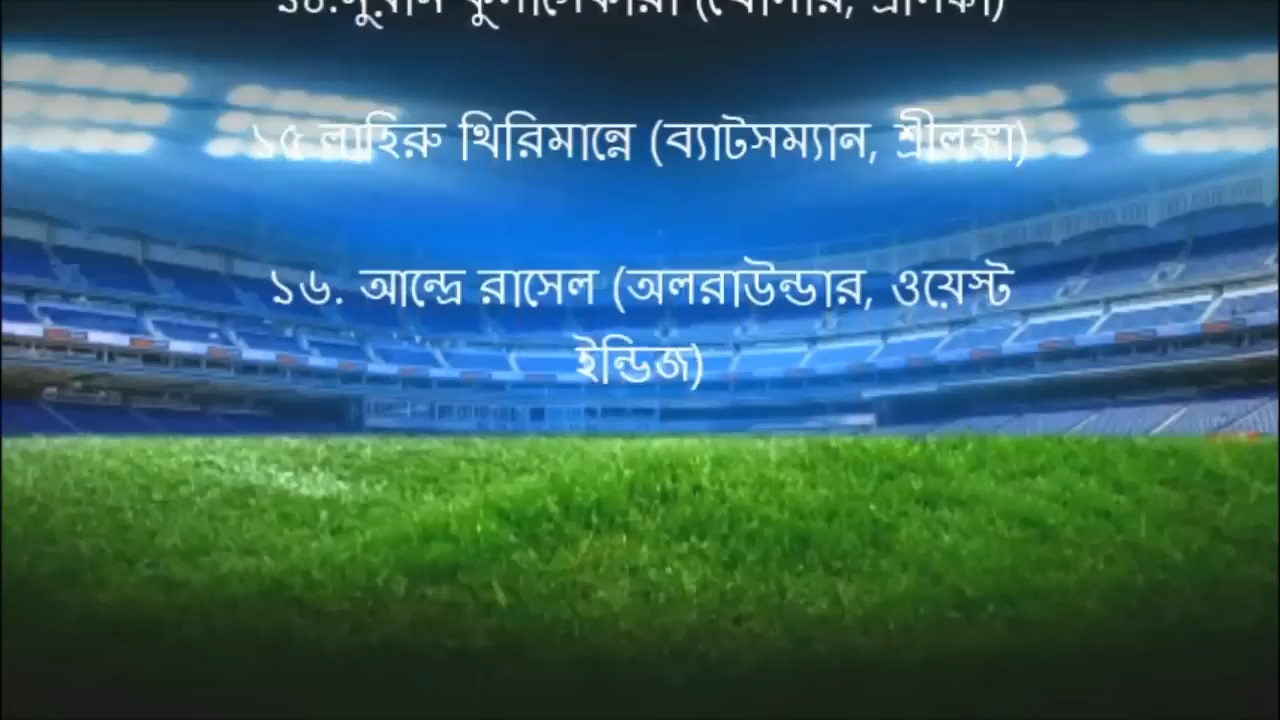 ১৫ লাহিরু থিরিমান্নে (ব্যাটসম্যান, শ্রীলঙ্কা)
১৬. আন্দ্রে রাসেল (অলরাউন্ডার, ওয়েস্ট
ইন্ডিজ)